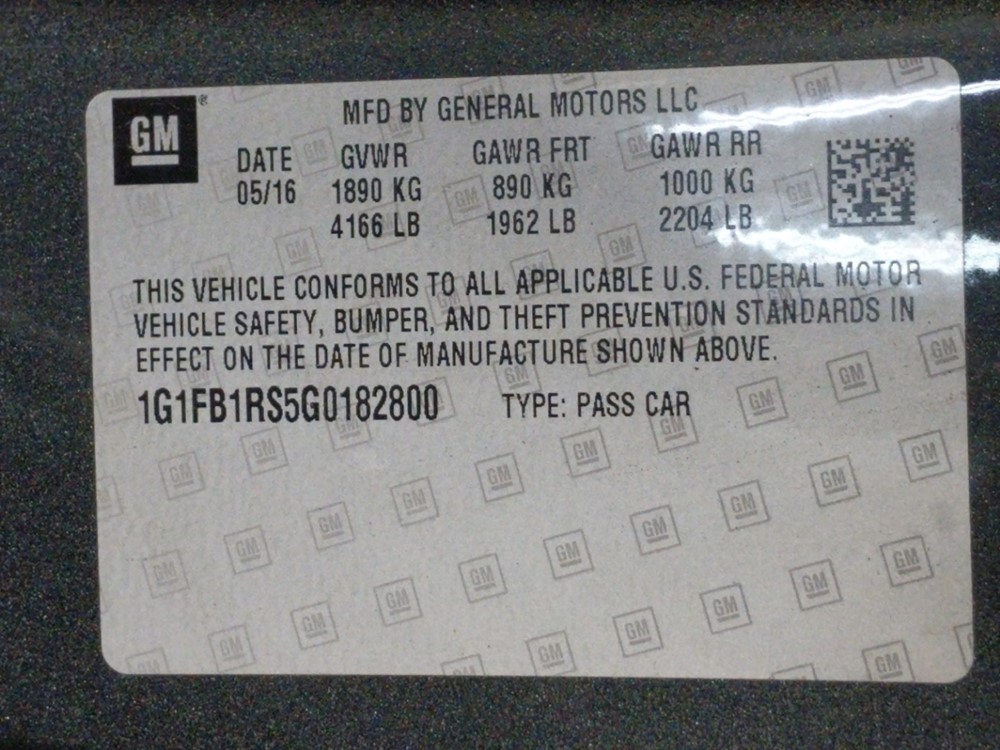 GM®
MFD BY GENERAL MOTORS LLC
DATE GVWR GAWR FRT GAWR RR
05/16 1890 KG 890 KG 1000 KG
4166 LB 1962 LB 2204 LB
THIS VEHICLE CONFORMS TO ALL APPLICABLE U.S. FEDERAL MOTOR
VEHICLE SAFETY, BUMPER, AND THEFT PREVENTION STANDARDS IN
EFFECT ON THE DATE OF MANUFACTURE SHOWN ABOVE.
1G1FB1RS5G0182800 TYPE: PASS CAR